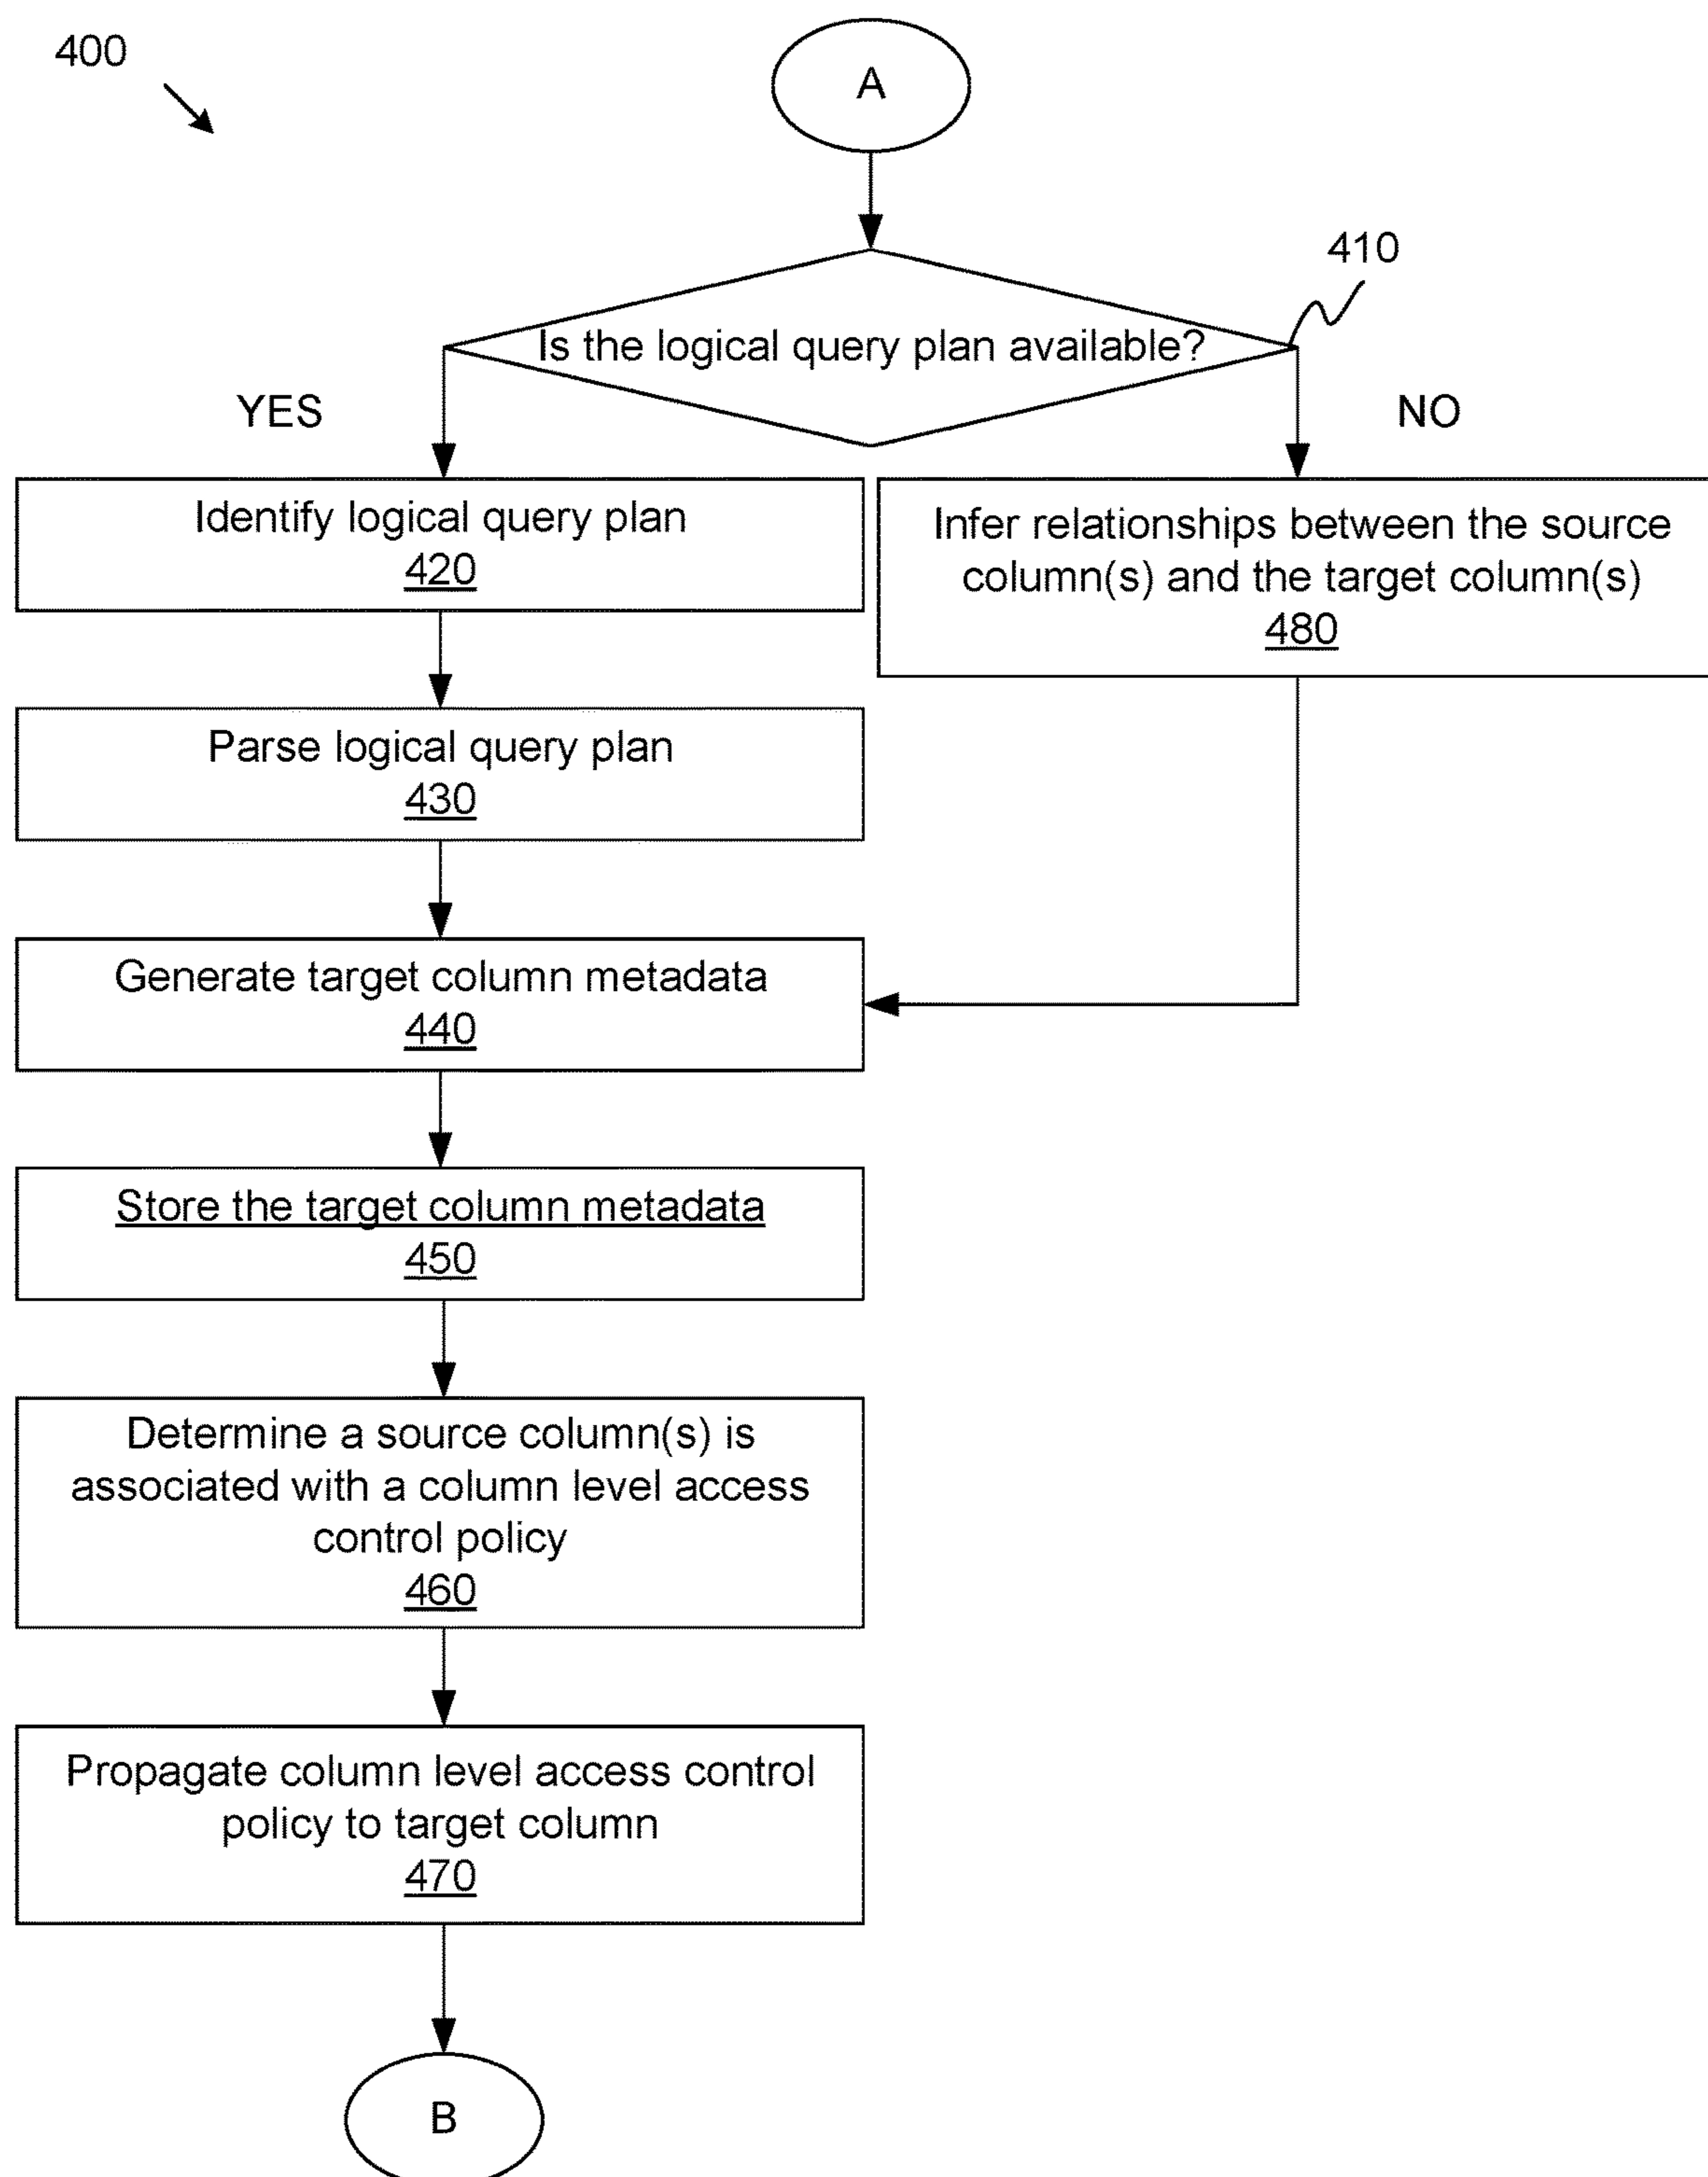 400
A
410
Is the logical query plan available?
YES
NO
Identify logical query plan
420
Infer relationships between the source
column(s) and the target column(s)
480
Parse logical query plan
430
Generate target column metadata
440
Store the target column metadata
450
Determine a source column(s) is
associated with a column level access
control policy
460
Propagate column level access control
policy to target column
470
B